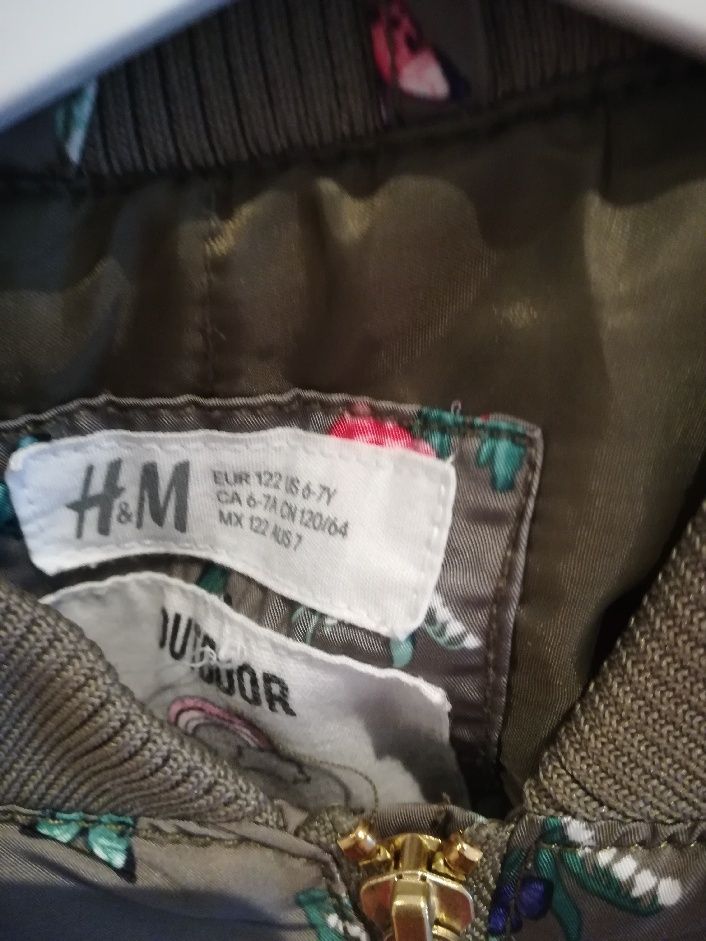 H&M
EUR 122 US 6-7Y
CA 6-7A CN 120/64
MX 122 AUS 7
OUTDOOR